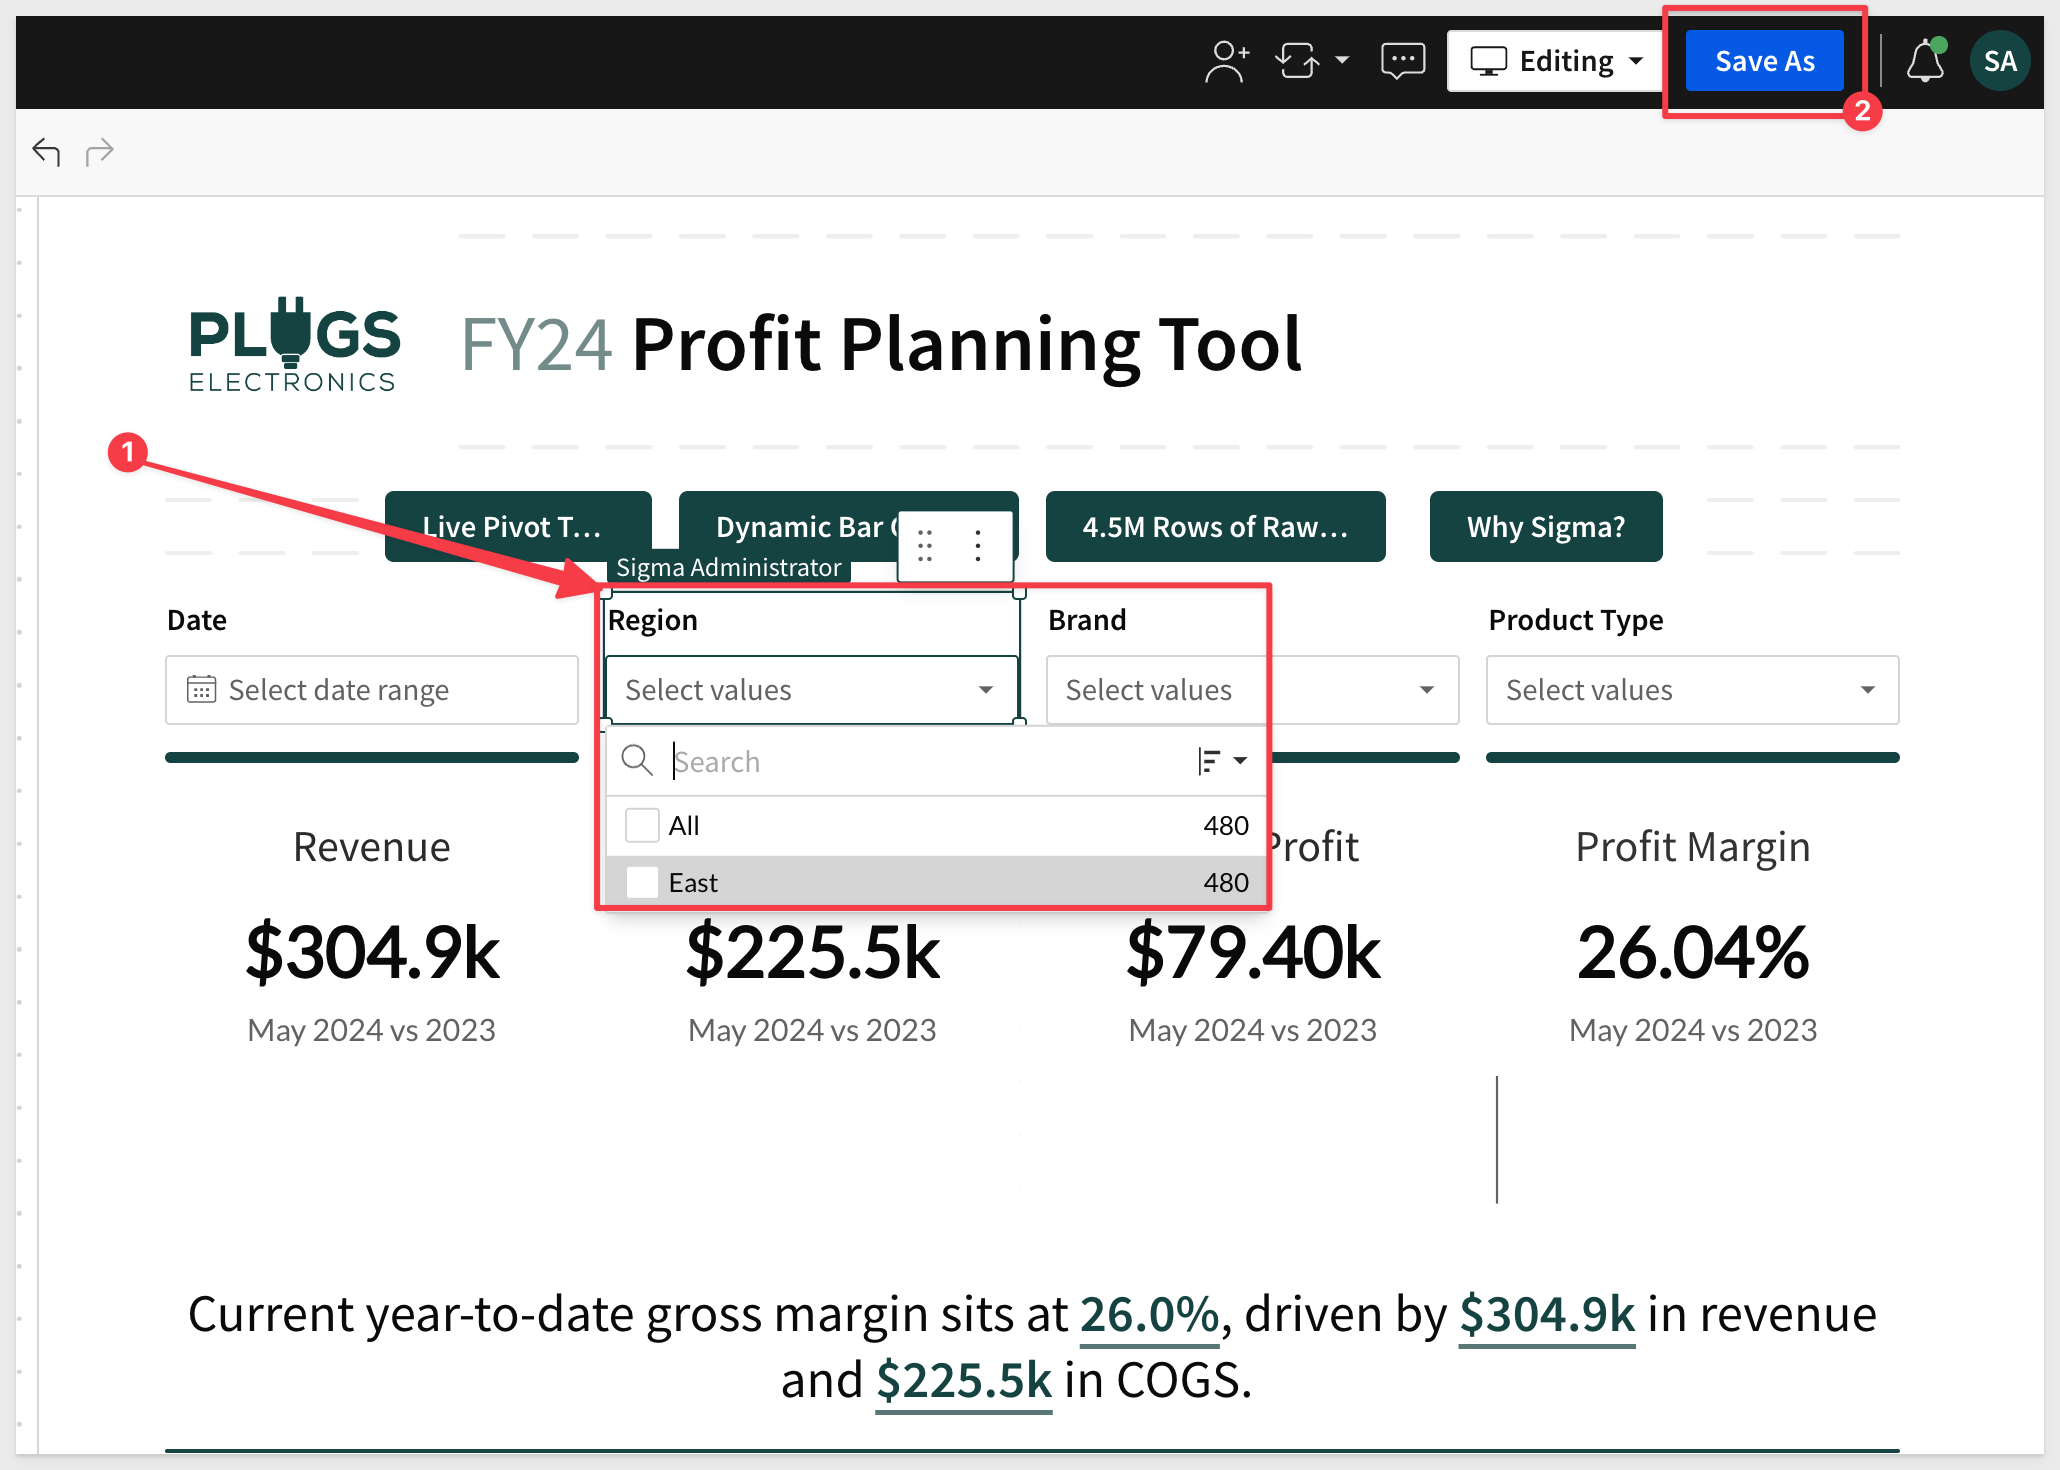 Editing
Save As
SA
2
PLUGS
ELECTRONICS
FY24 Profit Planning Tool
1
Live Pivot T...
Dynamic Bar
4.5M Rows of Raw...
Why Sigma?
Sigma Administrator
Date
Region
Brand
Product Type
Select date range
Select values
Select values
Select values
Search
All 480
East 480
Revenue
Profit
Profit Margin
$304.9k
$225.5k
$79.40k
26.04%
May 2024 vs 2023
May 2024 vs 2023
May 2024 vs 2023
May 2024 vs 2023
Current year-to-date gross margin sits at 26.0%, driven by $304.9k in revenue
and $225.5k in COGS.